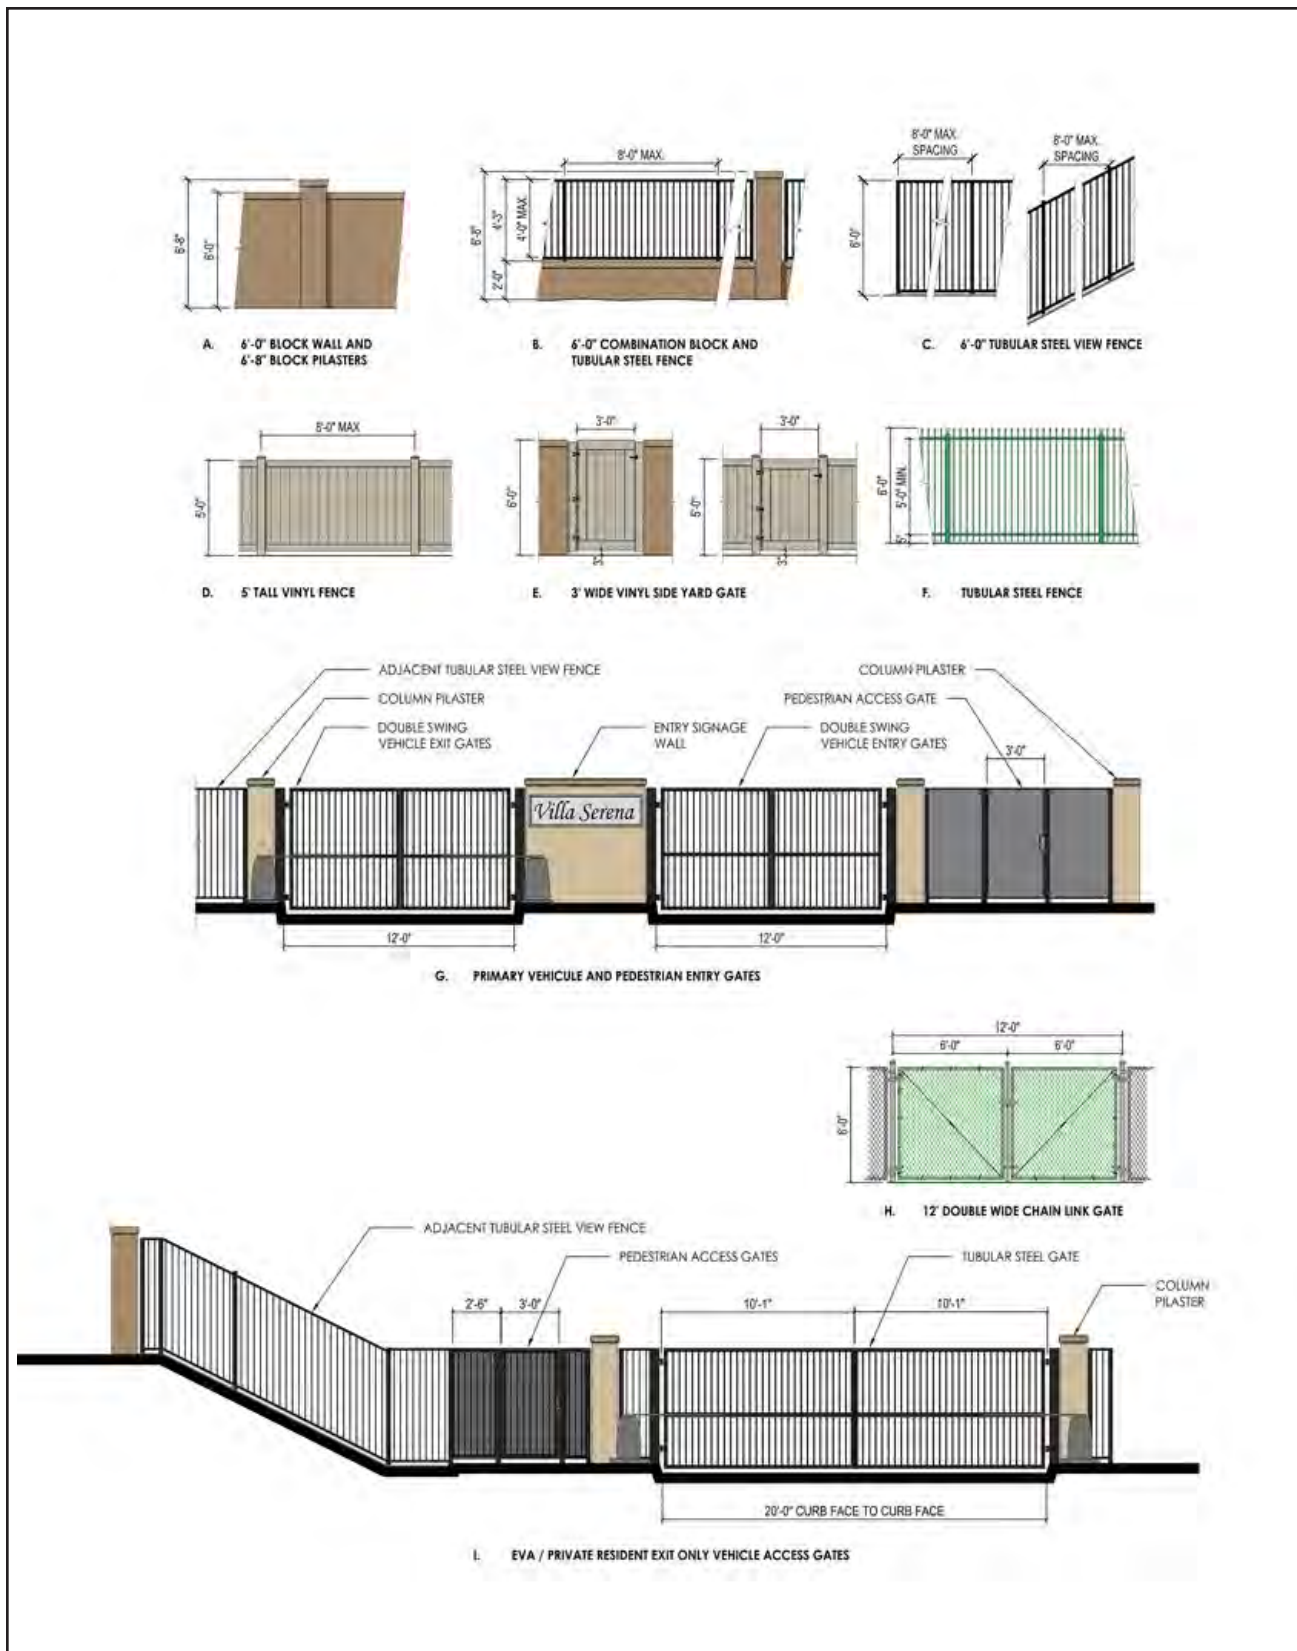 6'-8"
6'-0"
A. 6'-0" BLOCK WALL AND
6'-8" BLOCK PILASTERS
8'-0" MAX.
6'-8"
4'-3"
4'-0" MAX.
2'-0"
B. 6'-0" COMBINATION BLOCK AND
TUBULAR STEEL FENCE
8'-0" MAX.
SPACING
8'-0" MAX.
SPACING
6'-0"
C. 6'-0" TUBULAR STEEL VIEW FENCE
8'-0" MAX
5'-0"
D. 5' TALL VINYL FENCE
3'-0"
6'-0"
3"
3'-0"
5'-0"
3"
E. 3' WIDE VINYL SIDE YARD GATE
6'-0"
5'-0" MIN.
F. TUBULAR STEEL FENCE
ADJACENT TUBULAR STEEL VIEW FENCE
COLUMN PILASTER
DOUBLE SWING
VEHICLE EXIT GATES
ENTRY SIGNAGE
WALL
DOUBLE SWING
VEHICLE ENTRY GATES
PEDESTRIAN ACCESS GATE
COLUMN PILASTER
3'-0"
Villa Serena
12'-0"
12'-0"
G. PRIMARY VEHICULE AND PEDESTRIAN ENTRY GATES
12'-0"
6'-0" 6'-0"
6'-0"
H. 12' DOUBLE WIDE CHAIN LINK GATE
ADJACENT TUBULAR STEEL VIEW FENCE
PEDESTRIAN ACCESS GATES
TUBULAR STEEL GATE
COLUMN
PILASTER
2'-6" 3'-0"
10'-1" 10'-1"
20'-0" CURB FACE TO CURB FACE
I. EVA / PRIVATE RESIDENT EXIT ONLY VEHICLE ACCESS GATES